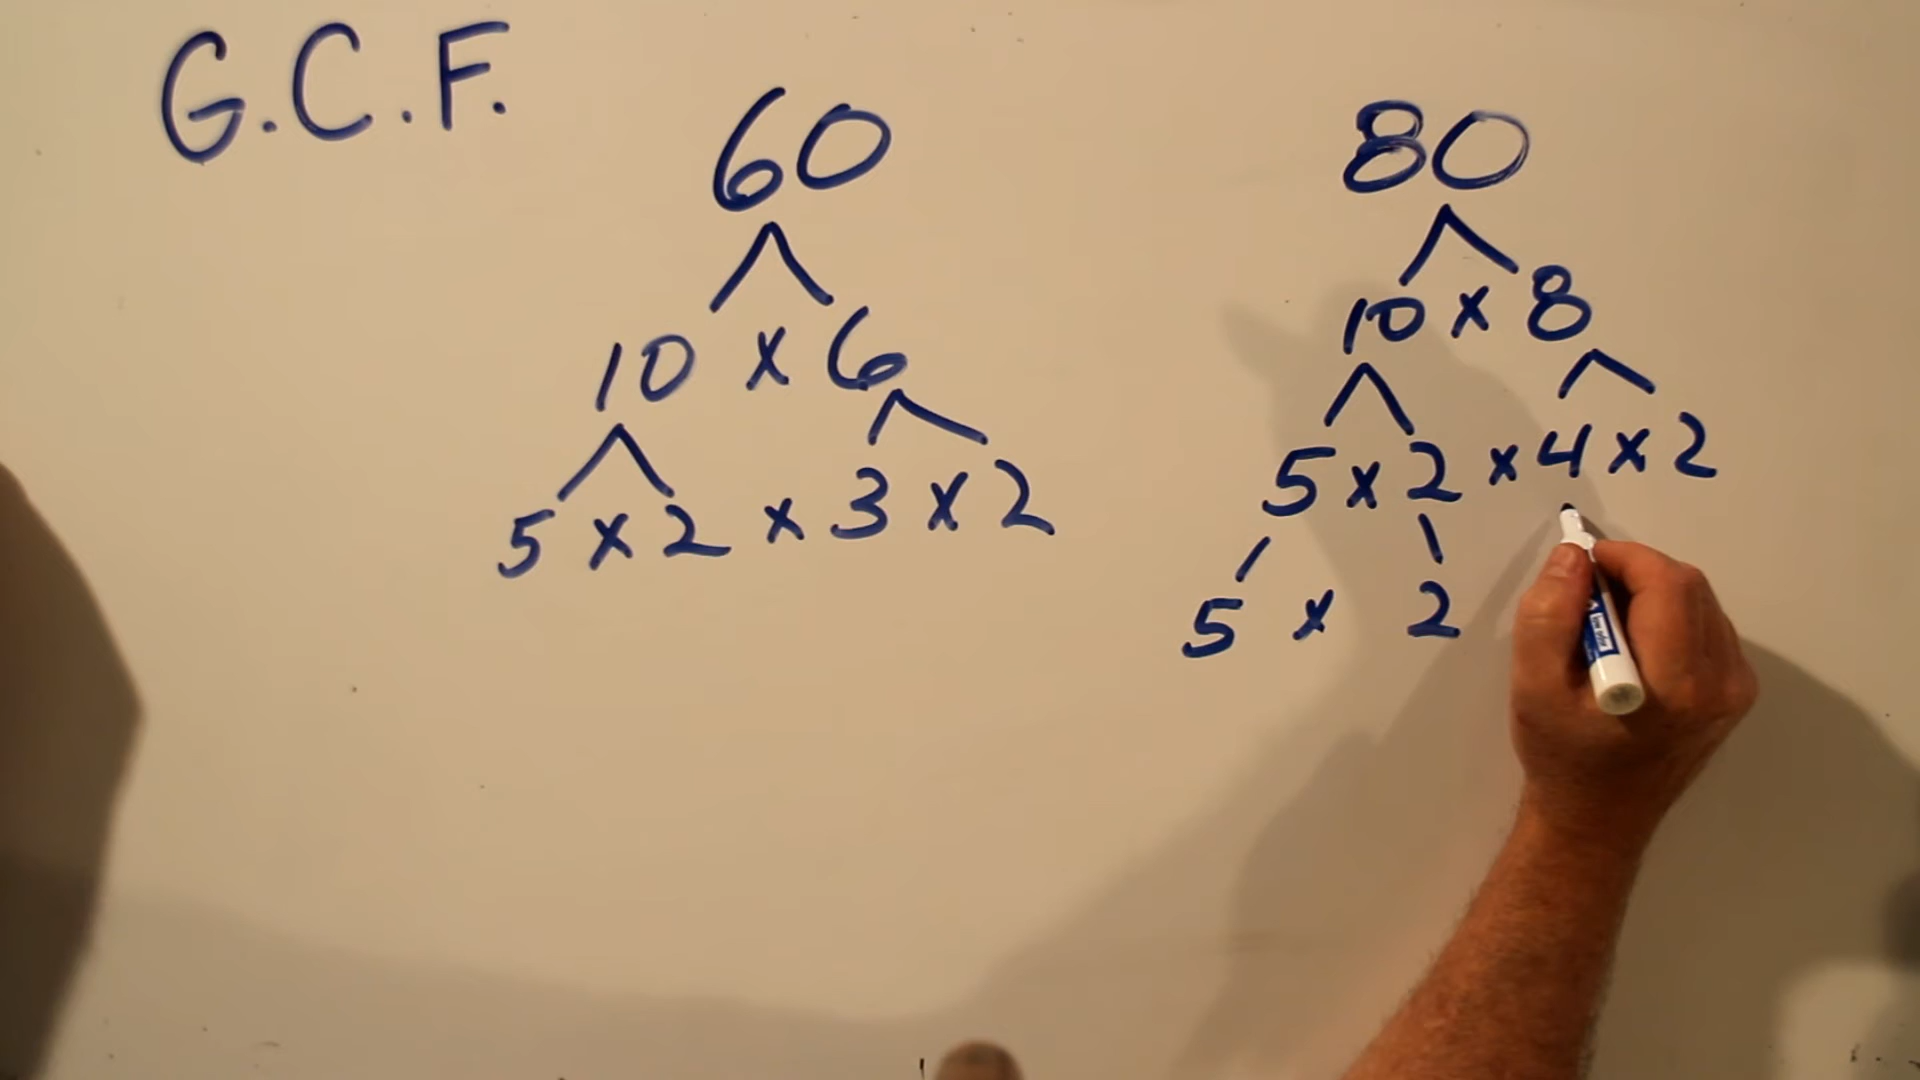 G.C.F.
60
10 x 6
5 x 2 x 3 x 2
80
10 x 8
5 x 2 x 4 x 2
5 x 2